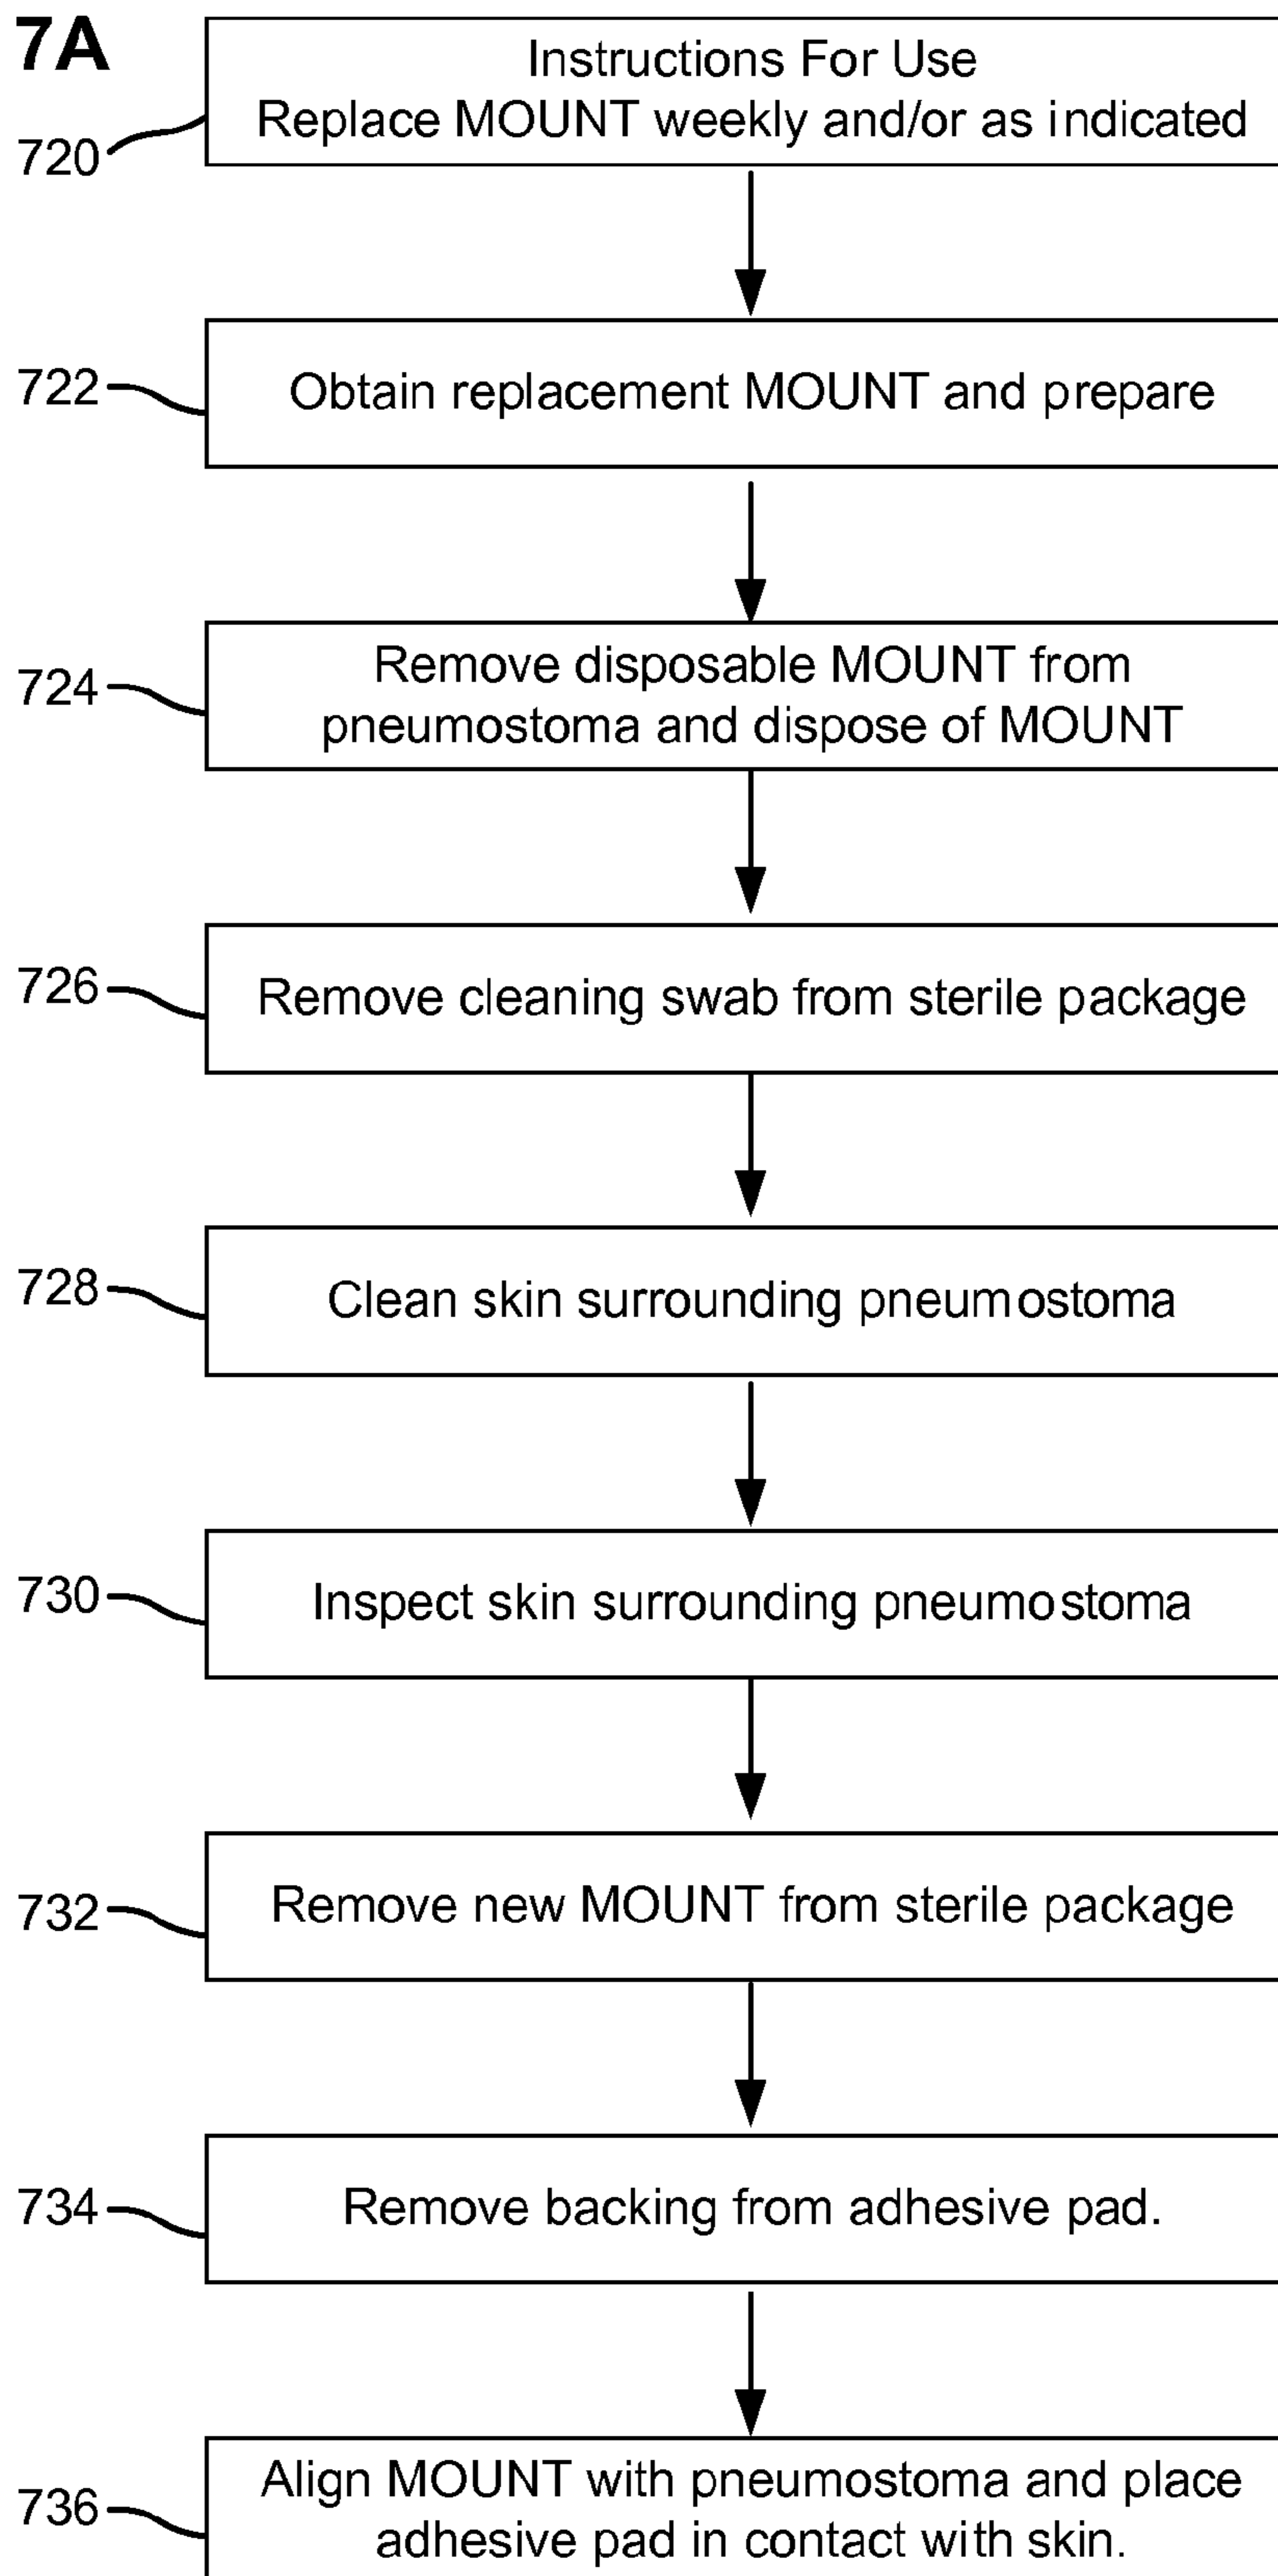 7A
Instructions For Use
Replace MOUNT weekly and/or as indicated
720
722
Obtain replacement MOUNT and prepare
724
Remove disposable MOUNT from
pneumostoma and dispose of MOUNT
726
Remove cleaning swab from sterile package
728
Clean skin surrounding pneumostoma
730
Inspect skin surrounding pneumostoma
732
Remove new MOUNT from sterile package
734
Remove backing from adhesive pad.
736
Align MOUNT with pneumostoma and place
adhesive pad in contact with skin.